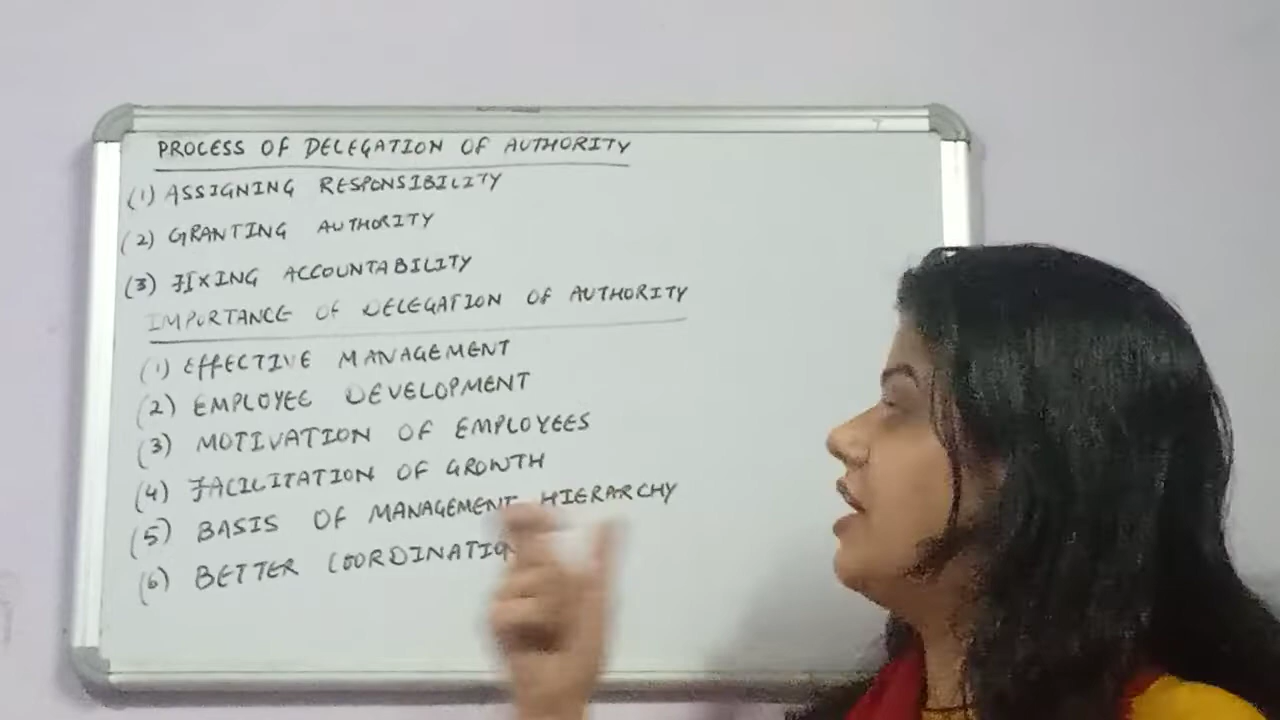 PROCESS OF DELEGATION OF AUTHORITY
(1) ASSIGNING RESPONSIBILITY
(2) GRANTING AUTHORITY
(3) FIXING ACCOUNTABILITY
IMPORTANCE OF DELEGATION OF AUTHORITY
(1) EFFECTIVE MANAGEMENT
(2) EMPLOYEE DEVELOPMENT
(3) MOTIVATION OF EMPLOYEES
(4) FACILITATION OF GROWTH
(5) BASIS OF MANAGEMENT HIERARCHY
(6) BETTER COORDINATION